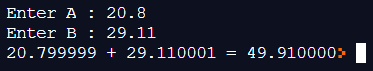 Enter A : 20.8
Enter B : 29.11
20.799999 + 29.110001 = 49.910000>